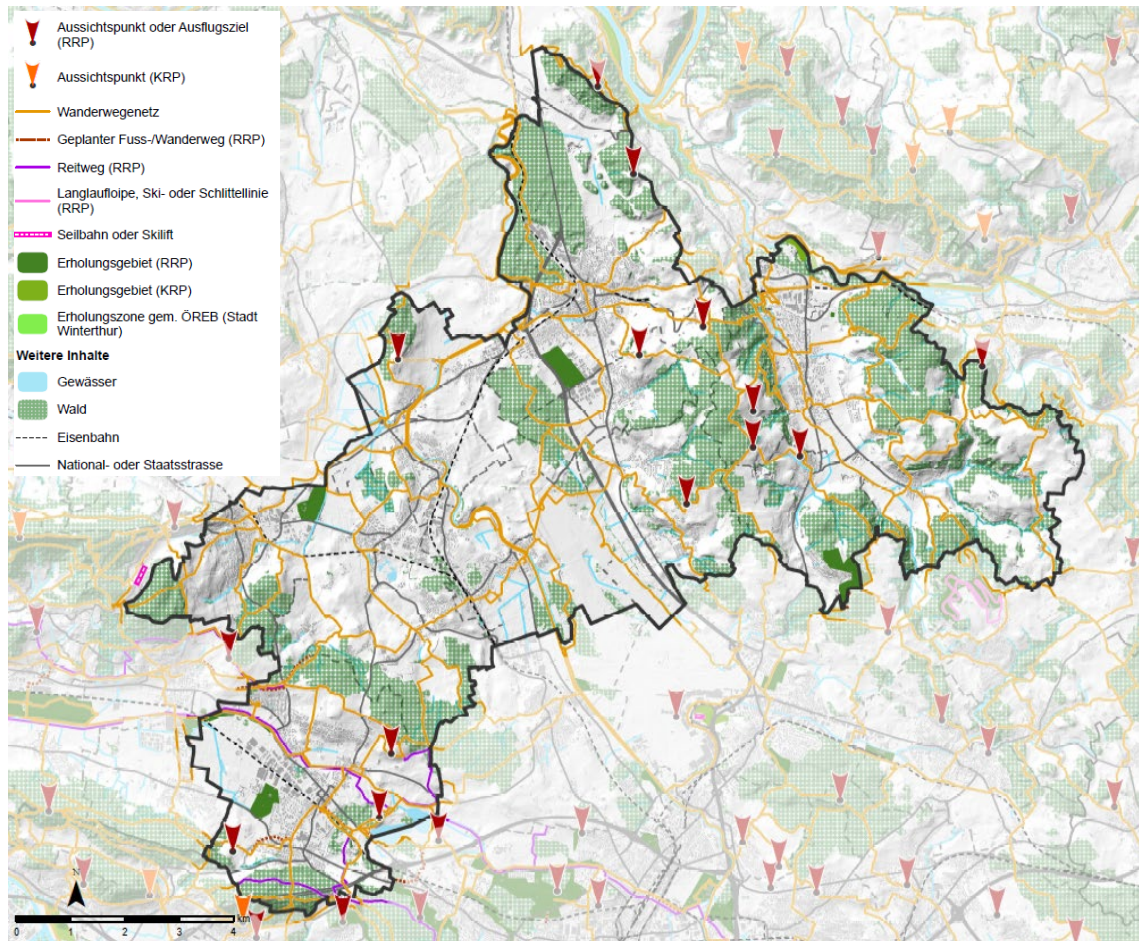 Aussichtspunkt oder Ausflugsziel
(RRP)
Aussichtspunkt (KRP)
Wanderwegenetz
Geplanter Fuss-/Wanderweg (RRP)
Reitweg (RRP)
Langlaufloipe, Ski- oder Schlittellinie
(RRP)
Seilbahn oder Skilift
Erholungsgebiet (RRP)
Erholungsgebiet (KRP)
Erholungszone gem. ÖREB (Stadt
Winterthur)
Weitere Inhalte
Gewässer
Wald
Eisenbahn
National- oder Staatsstrasse
N
km
0 1 2 3 4